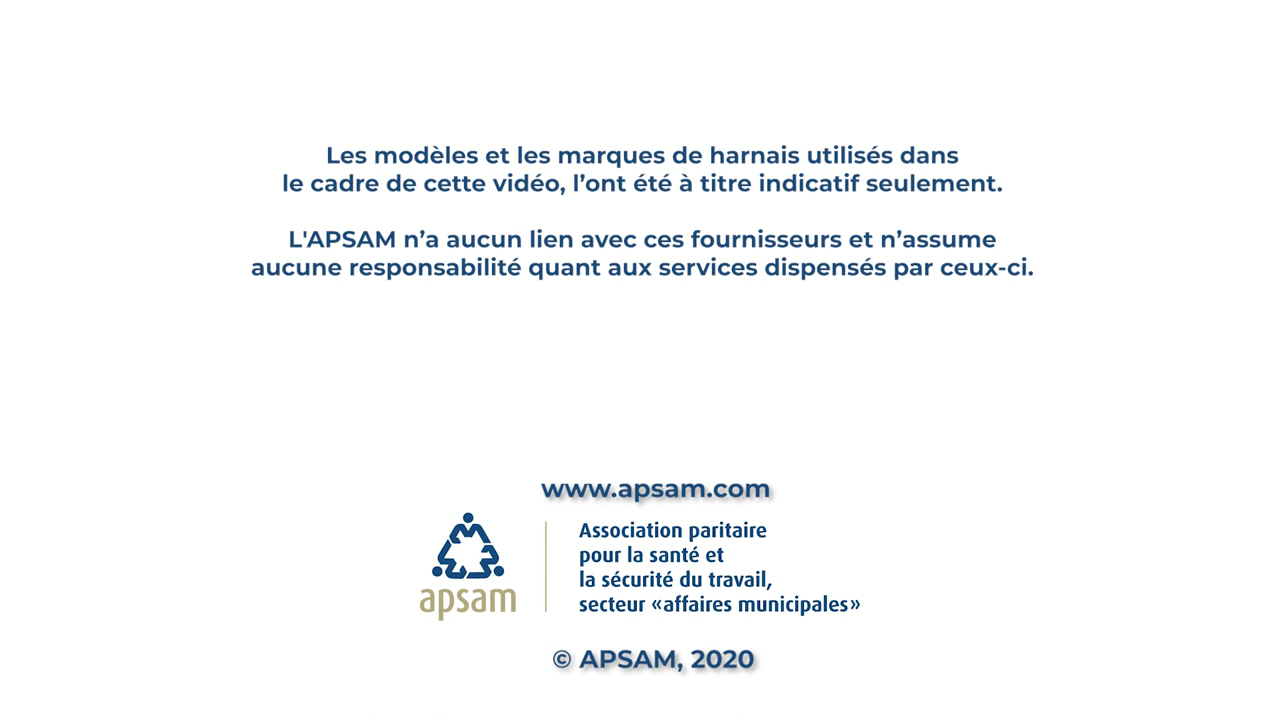 Les modèles et les marques de harnais utilisés dans
le cadre de cette vidéo, l’ont été à titre indicatif seulement.
L'APSAM n’a aucun lien avec ces fournisseurs et n’assume
aucune responsabilité quant aux services dispensés par ceux-ci.
www.apsam.com
apsam
Association paritaire
pour la santé et
la sécurité du travail,
secteur «affaires municipales»
© APSAM, 2020